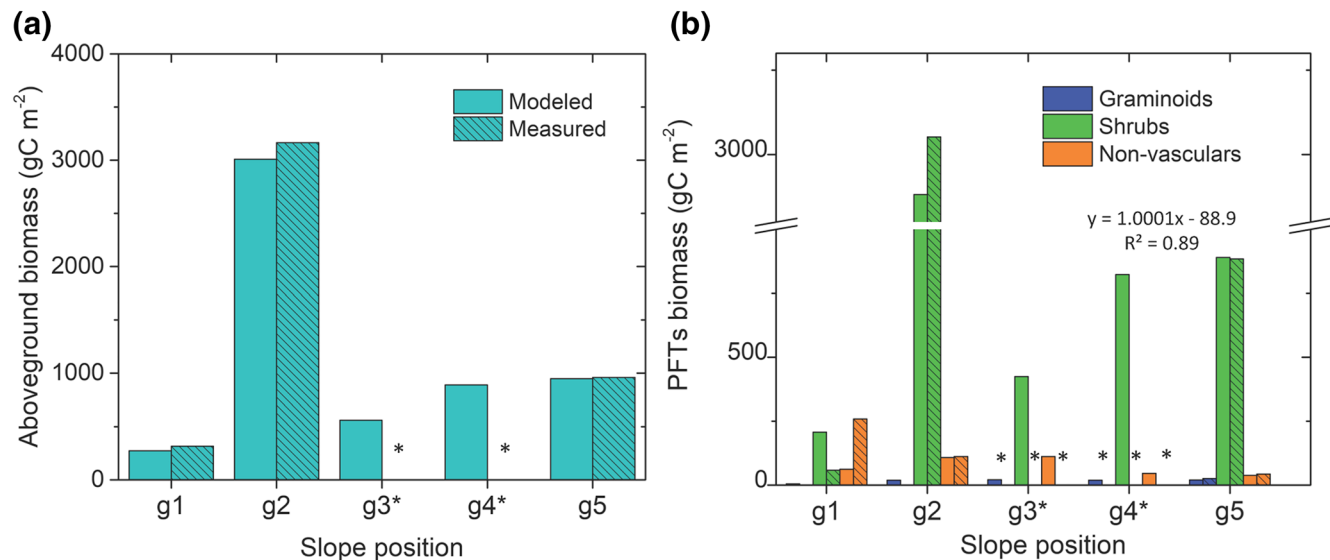 (a)
4000
3000
2000
1000
0
Aboveground biomass (gC m⁻²)
Modeled
Measured
*
*
g1 g2 g3* g4* g5
Slope position
(b)
3000
500
0
PFTs biomass (gC m⁻²)
Graminoids
Shrubs
Non-vasculars
y = 1.0001x - 88.9
R² = 0.89
* * * * * *
g1 g2 g3* g4* g5
Slope position